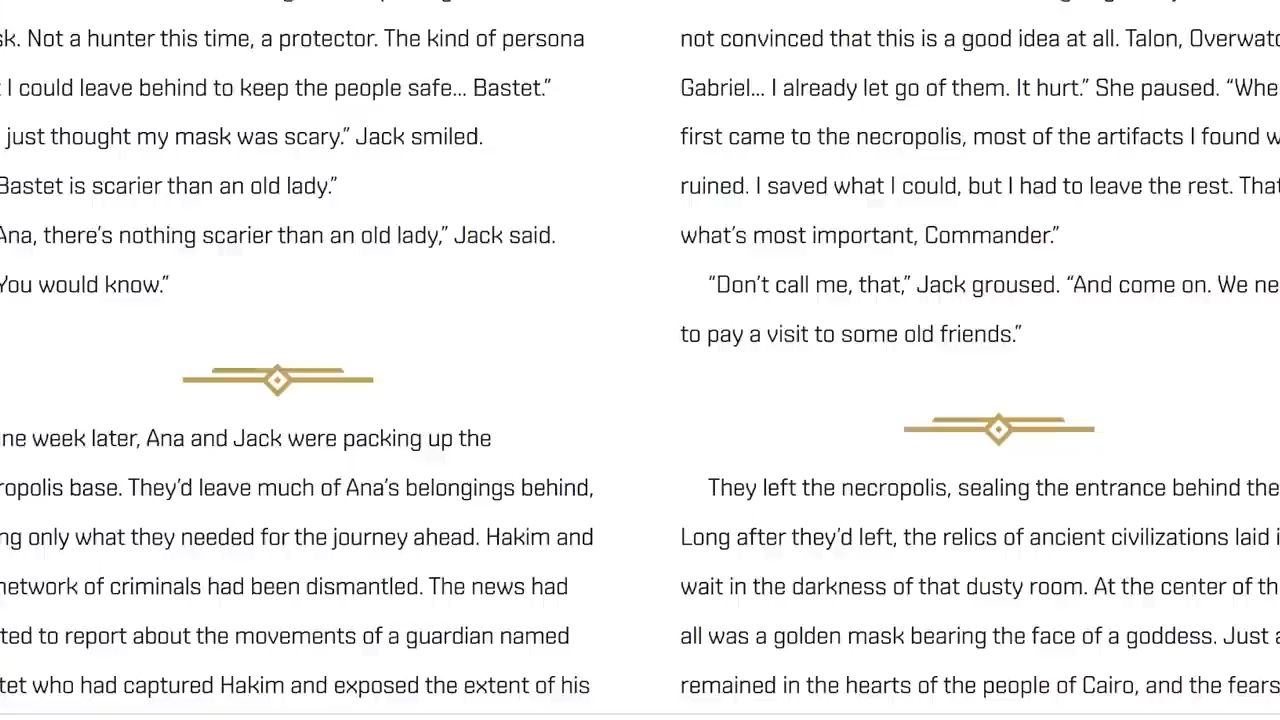 sk. Not a hunter this time, a protector. The kind of persona
I could leave behind to keep the people safe... Bastet.”
just thought my mask was scary.” Jack smiled.
Bastet is scarier than an old lady.”
Ana, there’s nothing scarier than an old lady,” Jack said.
You would know.”
ne week later, Ana and Jack were packing up the
ropolis base. They’d leave much of Ana’s belongings behind,
ng only what they needed for the journey ahead. Hakim and
network of criminals had been dismantled. The news had
ted to report about the movements of a guardian named
tet who had captured Hakim and exposed the extent of his
not convinced that this is a good idea at all. Talon, Overwatc
Gabriel... I already let go of them. It hurt.” She paused. “Whe
first came to the necropolis, most of the artifacts I found w
ruined. I saved what I could, but I had to leave the rest. That
what’s most important, Commander.”
“Don’t call me, that,” Jack groused. “And come on. We ne
to pay a visit to some old friends.”
They left the necropolis, sealing the entrance behind the
Long after they’d left, the relics of ancient civilizations laid i
wait in the darkness of that dusty room. At the center of th
all was a golden mask bearing the face of a goddess. Just a
remained in the hearts of the people of Cairo, and the fears